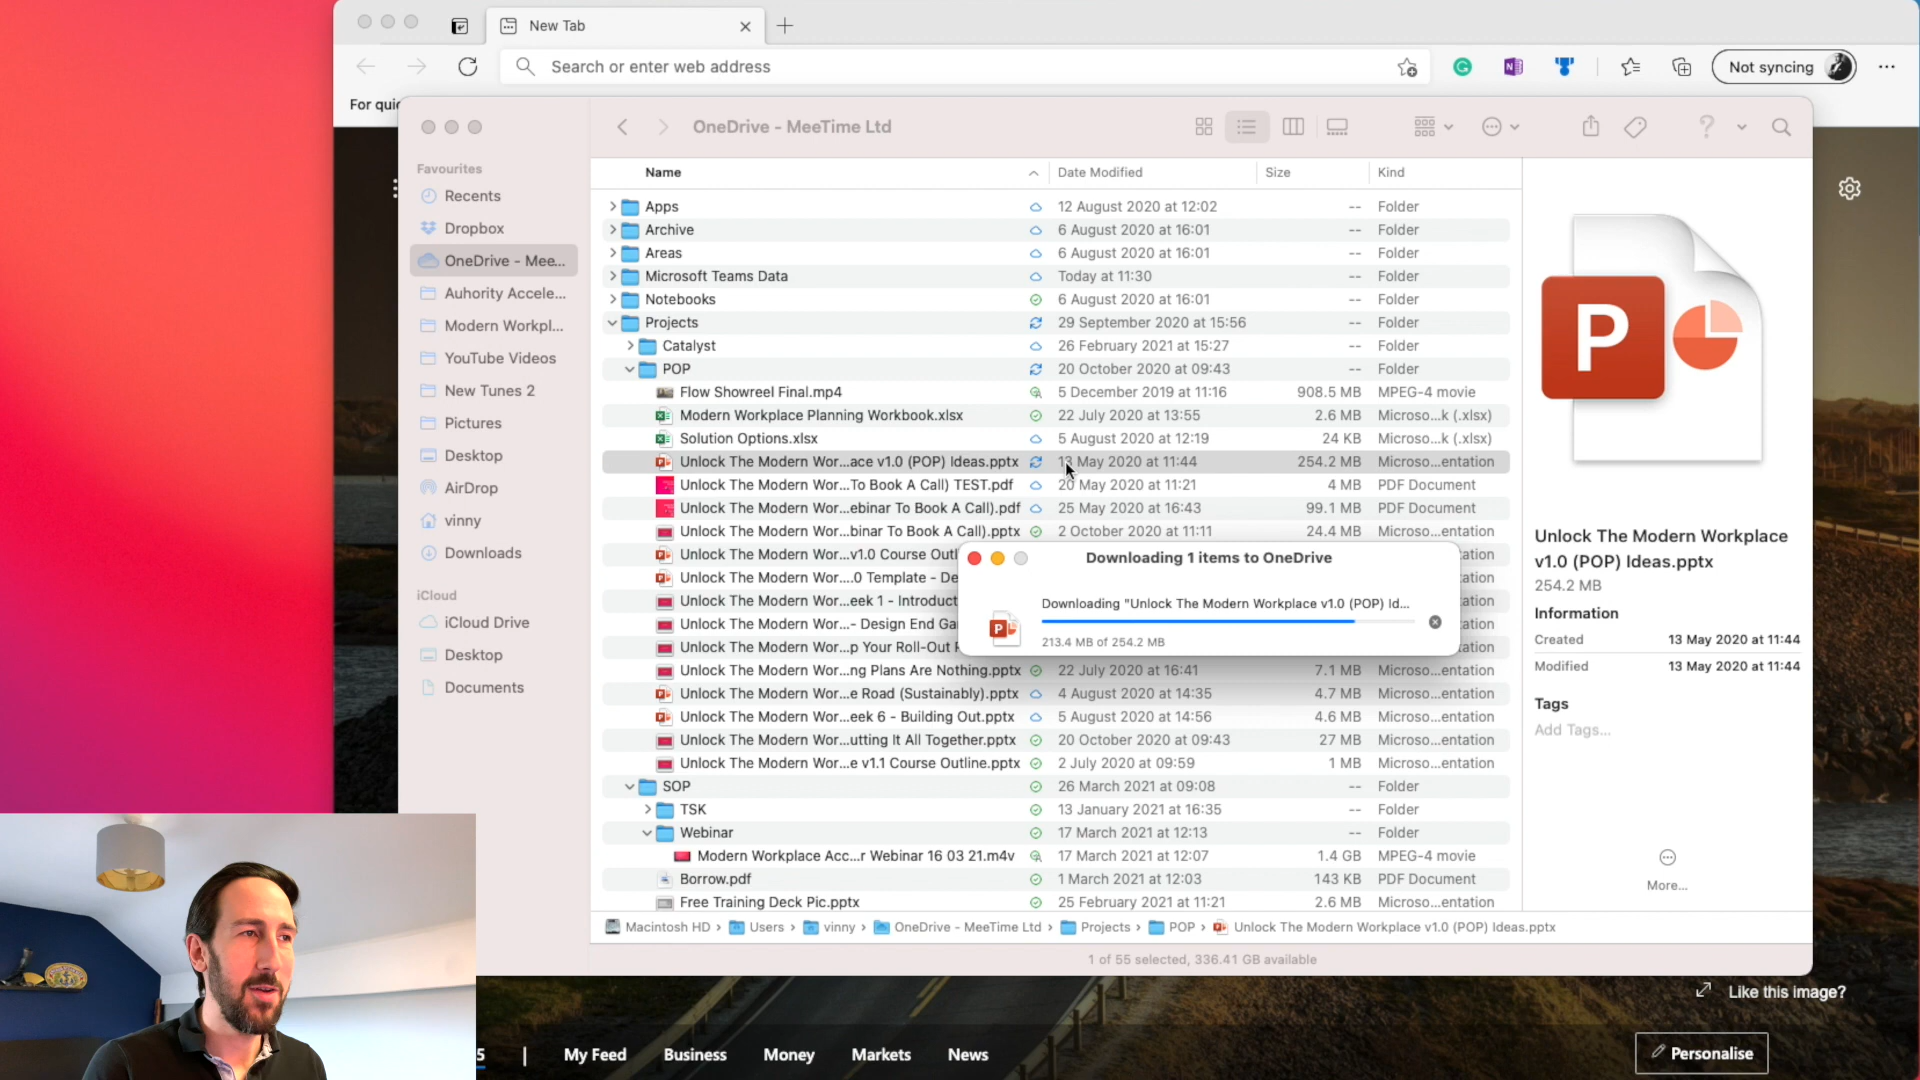 New Tab
Search or enter web address
Not syncing
For quic
OneDrive - MeeTime Ltd
Favourites
Recents
Dropbox
OneDrive - Mee...
Auhority Accele...
Modern Workpl...
YouTube Videos
New Tunes 2
Pictures
Desktop
AirDrop
vinny
Downloads
iCloud
iCloud Drive
Desktop
Documents
Name Date Modified Size Kind
Apps 12 August 2020 at 12:02 -- Folder
Archive 6 August 2020 at 16:01 -- Folder
Areas 6 August 2020 at 16:01 -- Folder
Microsoft Teams Data Today at 11:30 -- Folder
Notebooks 6 August 2020 at 16:01 -- Folder
Projects 29 September 2020 at 15:56 -- Folder
Catalyst 26 February 2021 at 15:27 -- Folder
POP 20 October 2020 at 09:43 -- Folder
Flow Showreel Final.mp4 5 December 2019 at 11:16 908.5 MB MPEG-4 movie
Modern Workplace Planning Workbook.xlsx 22 July 2020 at 13:55 2.6 MB Microso...k (.xlsx)
Solution Options.xlsx 5 August 2020 at 12:19 24 KB Microso...k (.xlsx)
Unlock The Modern Wor...ace v1.0 (POP) Ideas.pptx 13 May 2020 at 11:44 254.2 MB Microso...entation
Unlock The Modern Wor...To Book A Call) TEST.pdf 20 May 2020 at 11:21 4 MB PDF Document
Unlock The Modern Wor...ebinar To Book A Call).pdf 25 May 2020 at 16:43 99.1 MB PDF Document
Unlock The Modern Wor...binar To Book A Call).pptx 2 October 2020 at 11:11 24.4 MB Microso...entation
Unlock The Modern Wor...v1.0 Course Outl
Unlock The Modern Wor....0 Template - De
Unlock The Modern Wor...eek 1 - Introduct
Unlock The Modern Wor...- Design End Ga
Unlock The Modern Wor...p Your Roll-Out
Unlock The Modern Wor...ng Plans Are Nothing.pptx 22 July 2020 at 16:41 7.1 MB Microso...entation
Unlock The Modern Wor...e Road (Sustainably).pptx 4 August 2020 at 14:35 4.7 MB Microso...entation
Unlock The Modern Wor...eek 6 - Building Out.pptx 5 August 2020 at 14:56 4.6 MB Microso...entation
Unlock The Modern Wor...utting It All Together.pptx 20 October 2020 at 09:43 27 MB Microso...entation
Unlock The Modern Wor...e v1.1 Course Outline.pptx 2 July 2020 at 09:59 1 MB Microso...entation
SOP 26 March 2021 at 09:08 -- Folder
TSK 13 January 2021 at 16:35 -- Folder
Webinar 17 March 2021 at 12:13 -- Folder
Modern Workplace Acc...r Webinar 16 03 21.m4v 17 March 2021 at 12:07 1.4 GB MPEG-4 movie
Borrow.pdf 1 March 2021 at 12:03 143 KB PDF Document
Free Training Deck Pic.pptx 25 February 2021 at 11:21 2.6 MB Microso...entation
Downloading 1 items to OneDrive
Downloading "Unlock The Modern Workplace v1.0 (POP) Id...
213.4 MB of 254.2 MB
P
Unlock The Modern Workplace
v1.0 (POP) Ideas.pptx
254.2 MB
Information
Created 13 May 2020 at 11:44
Modified 13 May 2020 at 11:44
Tags
Add Tags...
More...
Macintosh HD › Users › vinny › OneDrive - MeeTime Ltd › Projects › POP › Unlock The Modern Workplace v1.0 (POP) Ideas.pptx
1 of 55 selected, 336.41 GB available
Like this image?
5 | My Feed Business Money Markets News
Personalise